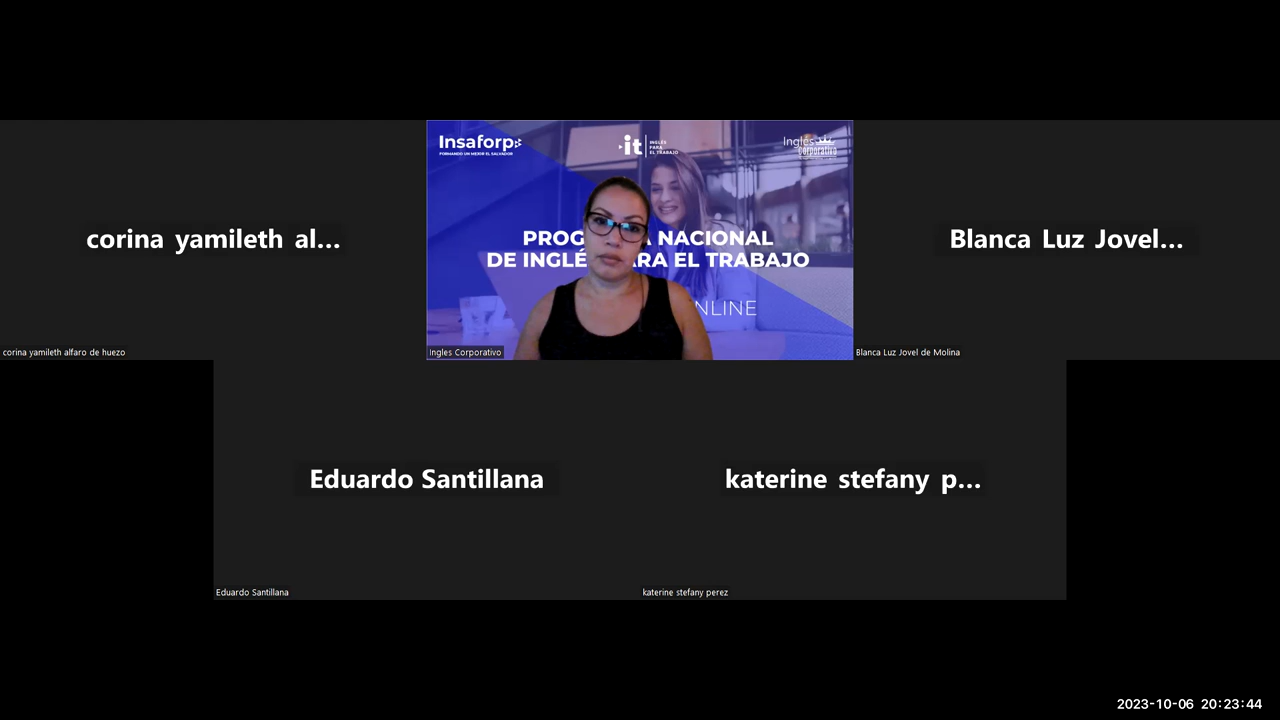 Insaforp
FORMANDO UN MEJOR EL SALVADOR
it
INGLÉS
PARA
EL TRABAJO
Inglés
corporativo
corina yamileth al...
PROG A NACIONAL
DE INGLÉ ARA EL TRABAJO
NLINE
Blanca Luz Jovel...
corina yamileth alfaro de huezo
Ingles Corporativo
Blanca Luz Jovel de Molina
Eduardo Santillana
katerine stefany p...
Eduardo Santillana
katerine stefany perez
2023-10-06 20:23:44